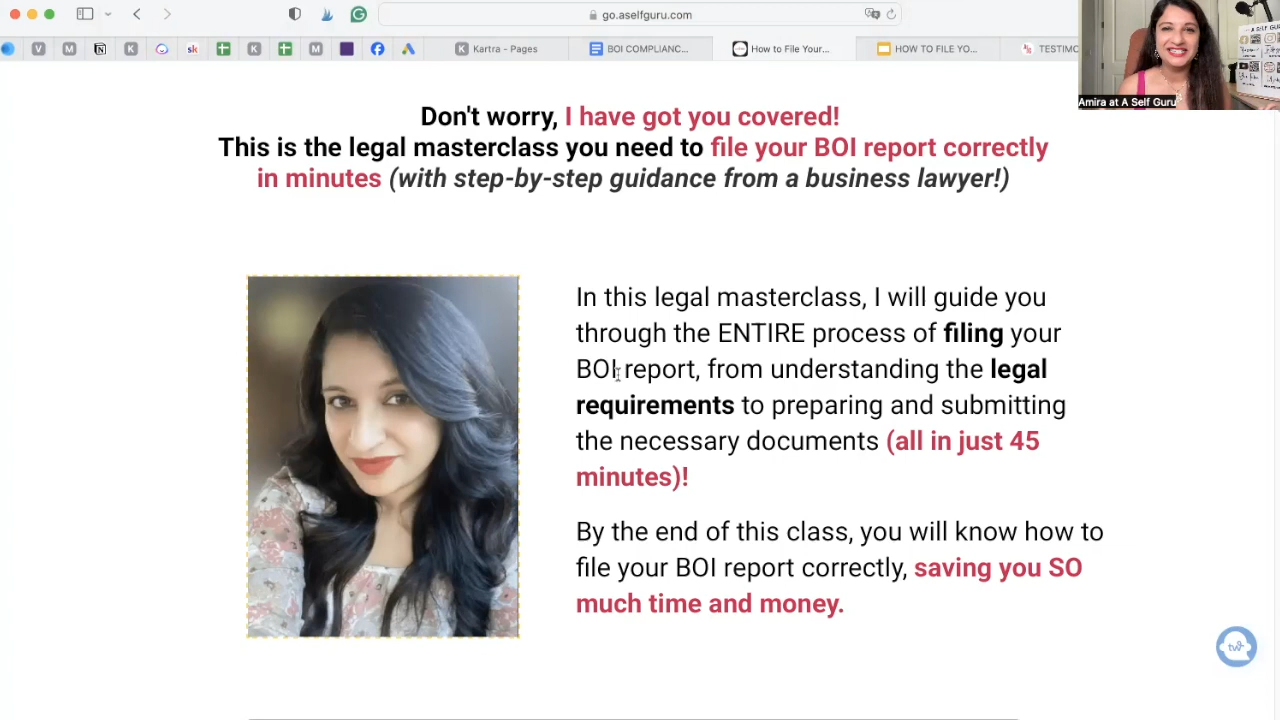 go.aselfguru.com
Kartra - Pages
BOI COMPLIANC...
How to File Your...
HOW TO FILE YO...
TESTIMO
Amira at A Self Guru
Don't worry, I have got you covered!
This is the legal masterclass you need to file your BOI report correctly
in minutes (with step-by-step guidance from a business lawyer!)
In this legal masterclass, I will guide you
through the ENTIRE process of filing your
BOI report, from understanding the legal
requirements to preparing and submitting
the necessary documents (all in just 45
minutes)!
By the end of this class, you will know how to
file your BOI report correctly, saving you SO
much time and money.